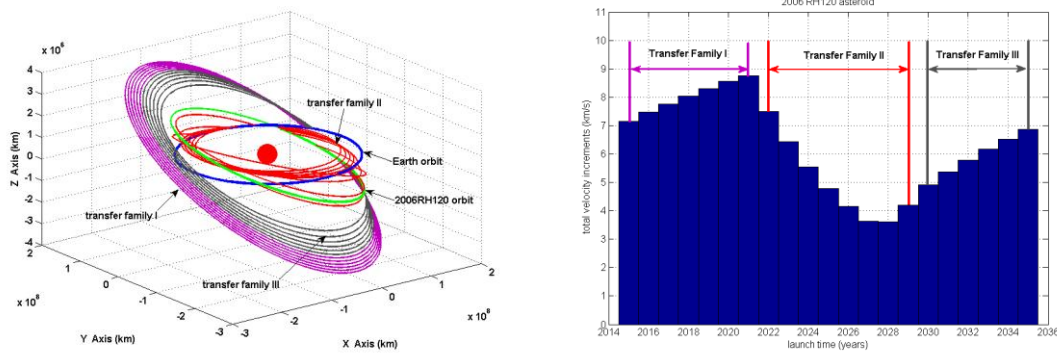 x 10⁶
4
3
2
1
0
-1
-2
-3
-4
Z Axis (km)
transfer family II
Earth orbit
2006RH120 orbit
transfer family I
transfer family III
2
1
0
-1
-2
-3
x 10⁸
Y Axis (km)
-3
-2
-1
0
1
2
x 10⁸
X Axis (km)
2006 RH120 asteroid
11
10
9
8
7
6
5
4
3
2
1
0
total velocity increments (km/s)
Transfer Family I
Transfer Family II
Transfer Family III
2014 2016 2018 2020 2022 2024 2026 2028 2030 2032 2034 2036
launch time (years)